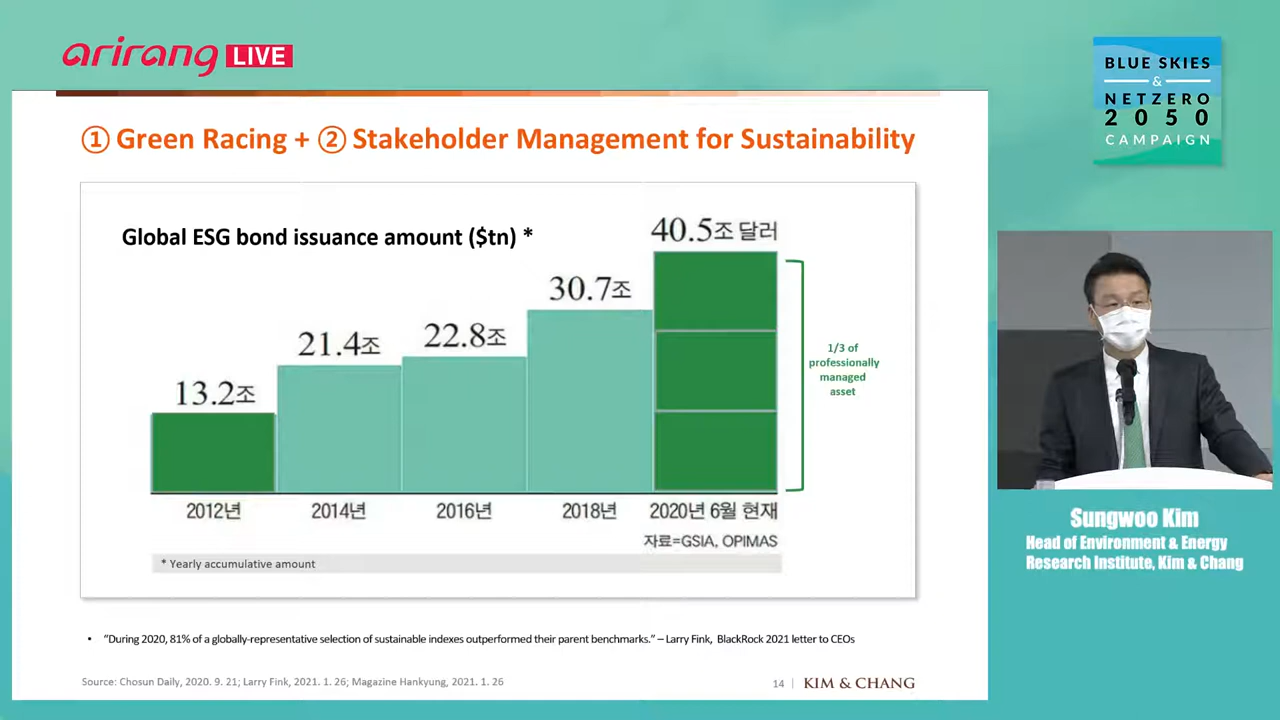 arirang LIVE
BLUE SKIES
&
NETZERO
2050
CAMPAIGN
① Green Racing + ② Stakeholder Management for Sustainability
Global ESG bond issuance amount ($tn) *
40.5조 달러
30.7조
22.8조
21.4조
13.2조
1/3 of
professionally
managed
asset
2012년 2014년 2016년 2018년 2020년 6월 현재
자료=GSIA, OPIMAS
* Yearly accumulative amount
• “During 2020, 81% of a globally-representative selection of sustainable indexes outperformed their parent benchmarks.” – Larry Fink, BlackRock 2021 letter to CEOs
Source: Chosun Daily, 2020. 9. 21; Larry Fink, 2021. 1. 26; Magazine Hankyung, 2021. 1. 26
14 | KIM & CHANG
Sungwoo Kim
Head of Environment & Energy
Research Institute, Kim & Chang